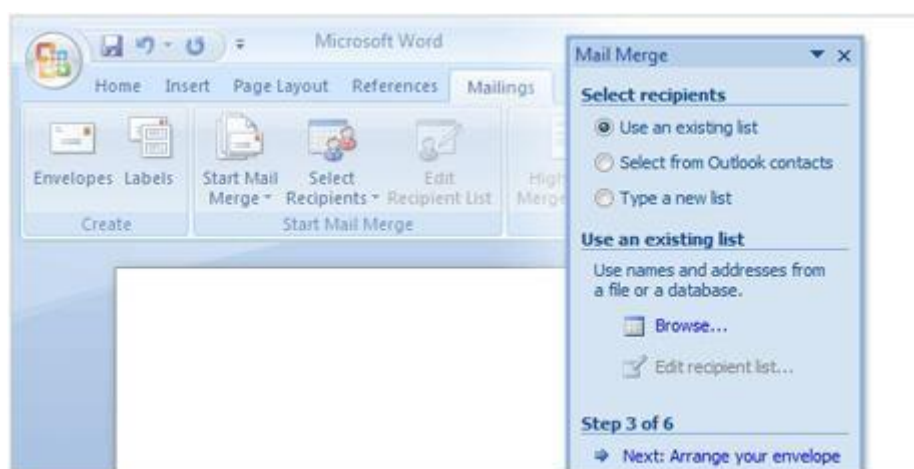 Microsoft Word
Home Insert Page Layout References Mailings
Envelopes Labels Start Mail Merge Select Recipients Edit Recipient List
Create Start Mail Merge
Mail Merge
Select recipients
Use an existing list
Select from Outlook contacts
Type a new list
Use an existing list
Use names and addresses from
a file or a database.
Browse...
Edit recipient list...
Step 3 of 6
Next: Arrange your envelope